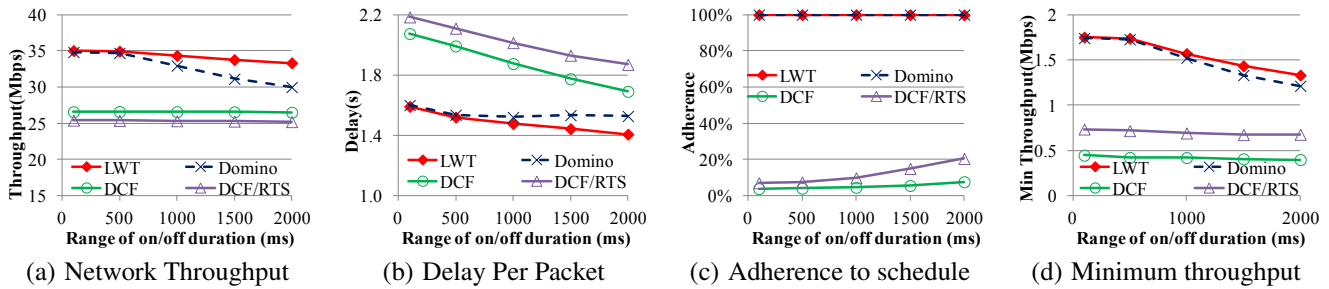 40
35
30
25
20
15
Throughput(Mbps)
LWT
Domino
DCF
DCF/RTS
0 500 1000 1500 2000
Range of on/off duration (ms)
(a) Network Throughput
2.2
1.8
1.4
1.0
Delay(s)
LWT
Domino
DCF
DCF/RTS
0 500 1000 1500 2000
Range of on/off duration (ms)
(b) Delay Per Packet
100%
80%
60%
40%
20%
0%
Adherence
LWT
Domino
DCF
DCF/RTS
0 500 1000 1500 2000
Range of on/off duration (ms)
(c) Adherence to schedule
2
1.5
1
0.5
0
Min Throughput(Mbps)
LWT
Domino
DCF
DCF/RTS
0 1000 1500 2000
Range of on/off duration (ms)
(d) Minimum throughput